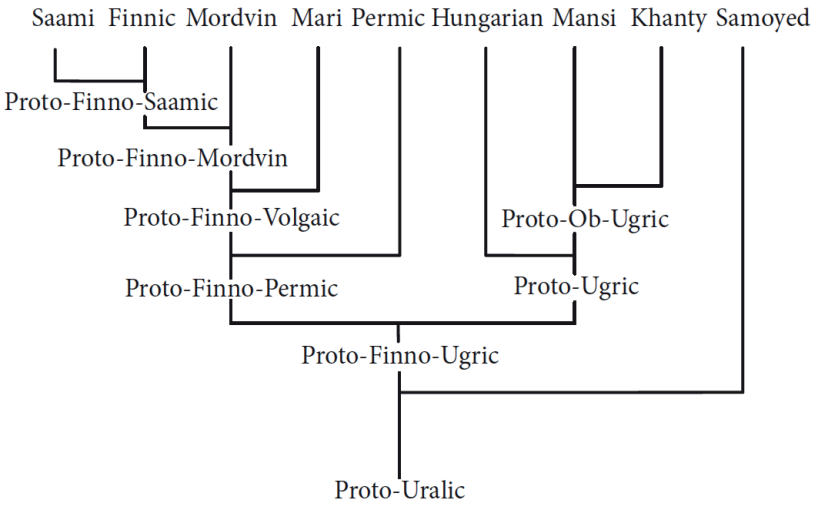 Saami Finnic Mordvin Mari Permic Hungarian Mansi Khanty Samoyed
Proto-Finno-Saamic
Proto-Finno-Mordvin
Proto-Finno-Volgaic Proto-Ob-Ugric
Proto-Finno-Permic Proto-Ugric
Proto-Finno-Ugric
Proto-Uralic